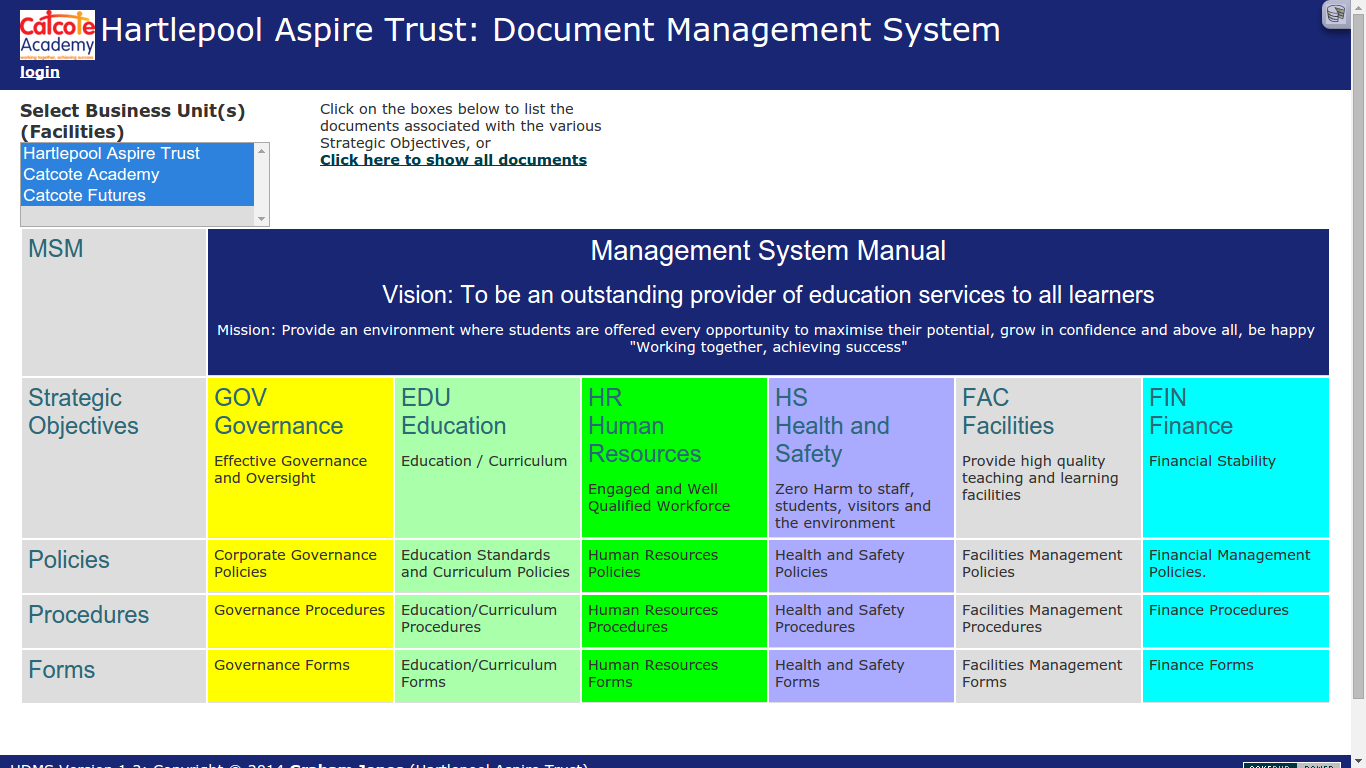 Catcote
Academy
working together, achieving success
Hartlepool Aspire Trust: Document Management System
login
Select Business Unit(s)
(Facilities)
Hartlepool Aspire Trust
Catcote Academy
Catcote Futures
Click on the boxes below to list the
documents associated with the various
Strategic Objectives, or
Click here to show all documents
MSM
Management System Manual
Vision: To be an outstanding provider of education services to all learners
Mission: Provide an environment where students are offered every opportunity to maximise their potential, grow in confidence and above all, be happy
"Working together, achieving success"
Strategic
Objectives
GOV
Governance
Effective Governance
and Oversight
EDU
Education
Education / Curriculum
HR
Human
Resources
Engaged and Well
Qualified Workforce
HS
Health and
Safety
Zero Harm to staff,
students, visitors and
the environment
FAC
Facilities
Provide high quality
teaching and learning
facilities
FIN
Finance
Financial Stability
Policies
Corporate Governance
Policies
Education Standards
and Curriculum Policies
Human Resources
Policies
Health and Safety
Policies
Facilities Management
Policies
Financial Management
Policies.
Procedures
Governance Procedures
Education/Curriculum
Procedures
Human Resources
Procedures
Health and Safety
Procedures
Facilities Management
Procedures
Finance Procedures
Forms
Governance Forms
Education/Curriculum
Forms
Human Resources
Forms
Health and Safety
Forms
Facilities Management
Forms
Finance Forms
Version 1.2: Copyright © 2014 Graham Jones (Hartlepool Aspire Trust)